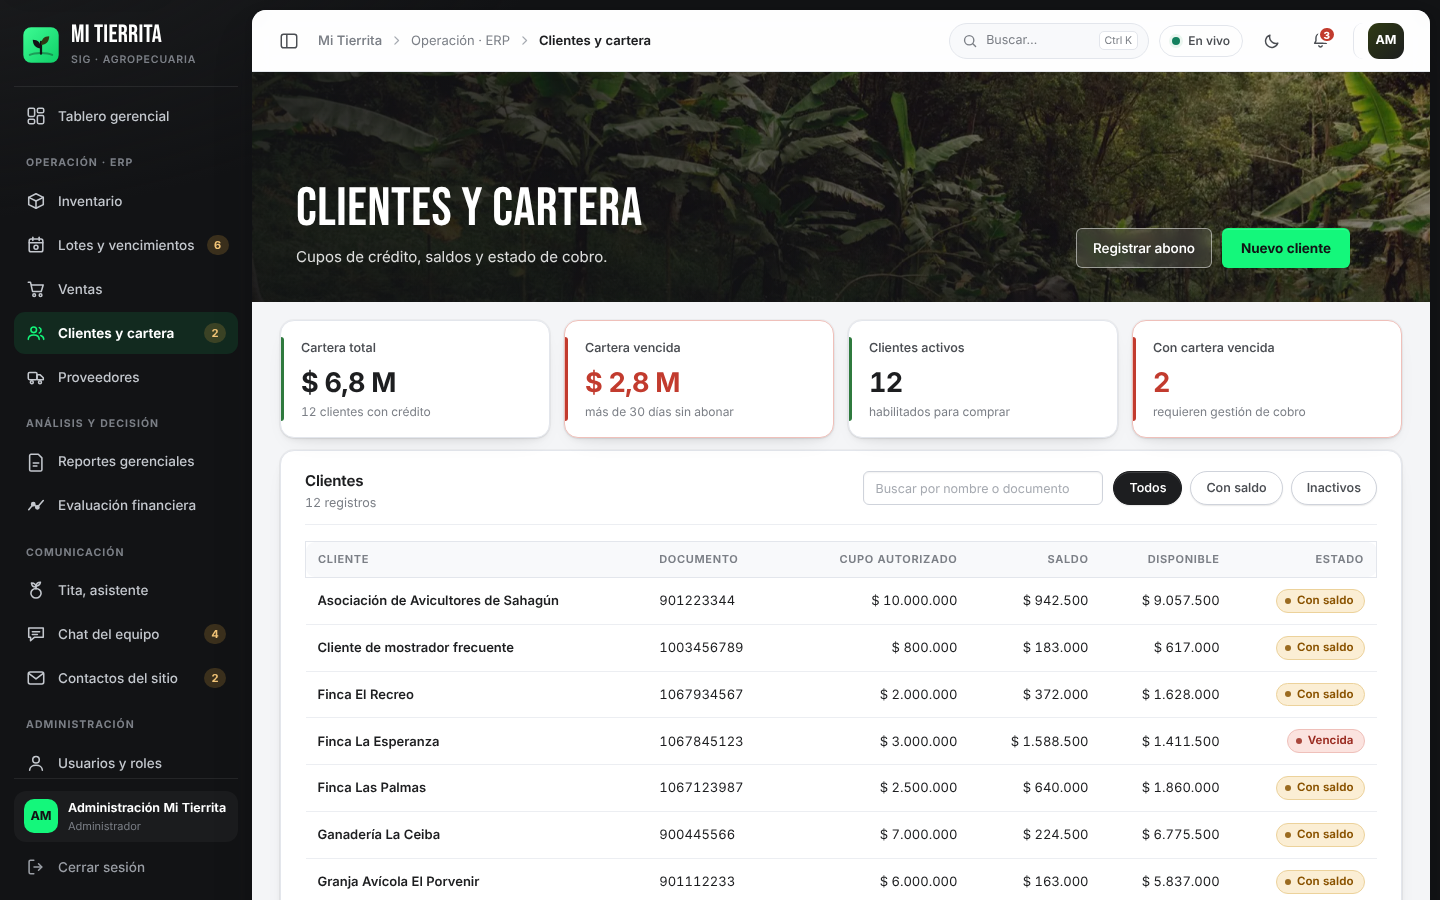 MI TIERRITA
SIG · AGROPECUARIA
Tablero gerencial
OPERACIÓN · ERP
Inventario
Lotes y vencimientos 6
Ventas
Clientes y cartera 2
Proveedores
ANÁLISIS Y DECISIÓN
Reportes gerenciales
Evaluación financiera
COMUNICACIÓN
Tita, asistente
Chat del equipo 4
Contactos del sitio 2
ADMINISTRACIÓN
Usuarios y roles
AM Administración Mi Tierrita
Administrador
Cerrar sesión
Mi Tierrita > Operación · ERP > Clientes y cartera
Buscar... Ctrl K En vivo 3 AM
CLIENTES Y CARTERA
Cupos de crédito, saldos y estado de cobro.
Registrar abono Nuevo cliente
Cartera total
$ 6,8 M
12 clientes con crédito
Cartera vencida
$ 2,8 M
más de 30 días sin abonar
Clientes activos
12
habilitados para comprar
Con cartera vencida
2
requieren gestión de cobro
Clientes
12 registros
Buscar por nombre o documento Todos Con saldo Inactivos
CLIENTE DOCUMENTO CUPO AUTORIZADO SALDO DISPONIBLE ESTADO
Asociación de Avicultores de Sahagún 901223344 $ 10.000.000 $ 942.500 $ 9.057.500 Con saldo
Cliente de mostrador frecuente 1003456789 $ 800.000 $ 183.000 $ 617.000 Con saldo
Finca El Recreo 1067934567 $ 2.000.000 $ 372.000 $ 1.628.000 Con saldo
Finca La Esperanza 1067845123 $ 3.000.000 $ 1.588.500 $ 1.411.500 Vencida
Finca Las Palmas 1067123987 $ 2.500.000 $ 640.000 $ 1.860.000 Con saldo
Ganadería La Ceiba 900445566 $ 7.000.000 $ 224.500 $ 6.775.500 Con saldo
Granja Avícola El Porvenir 901112233 $ 6.000.000 $ 163.000 $ 5.837.000 Con saldo